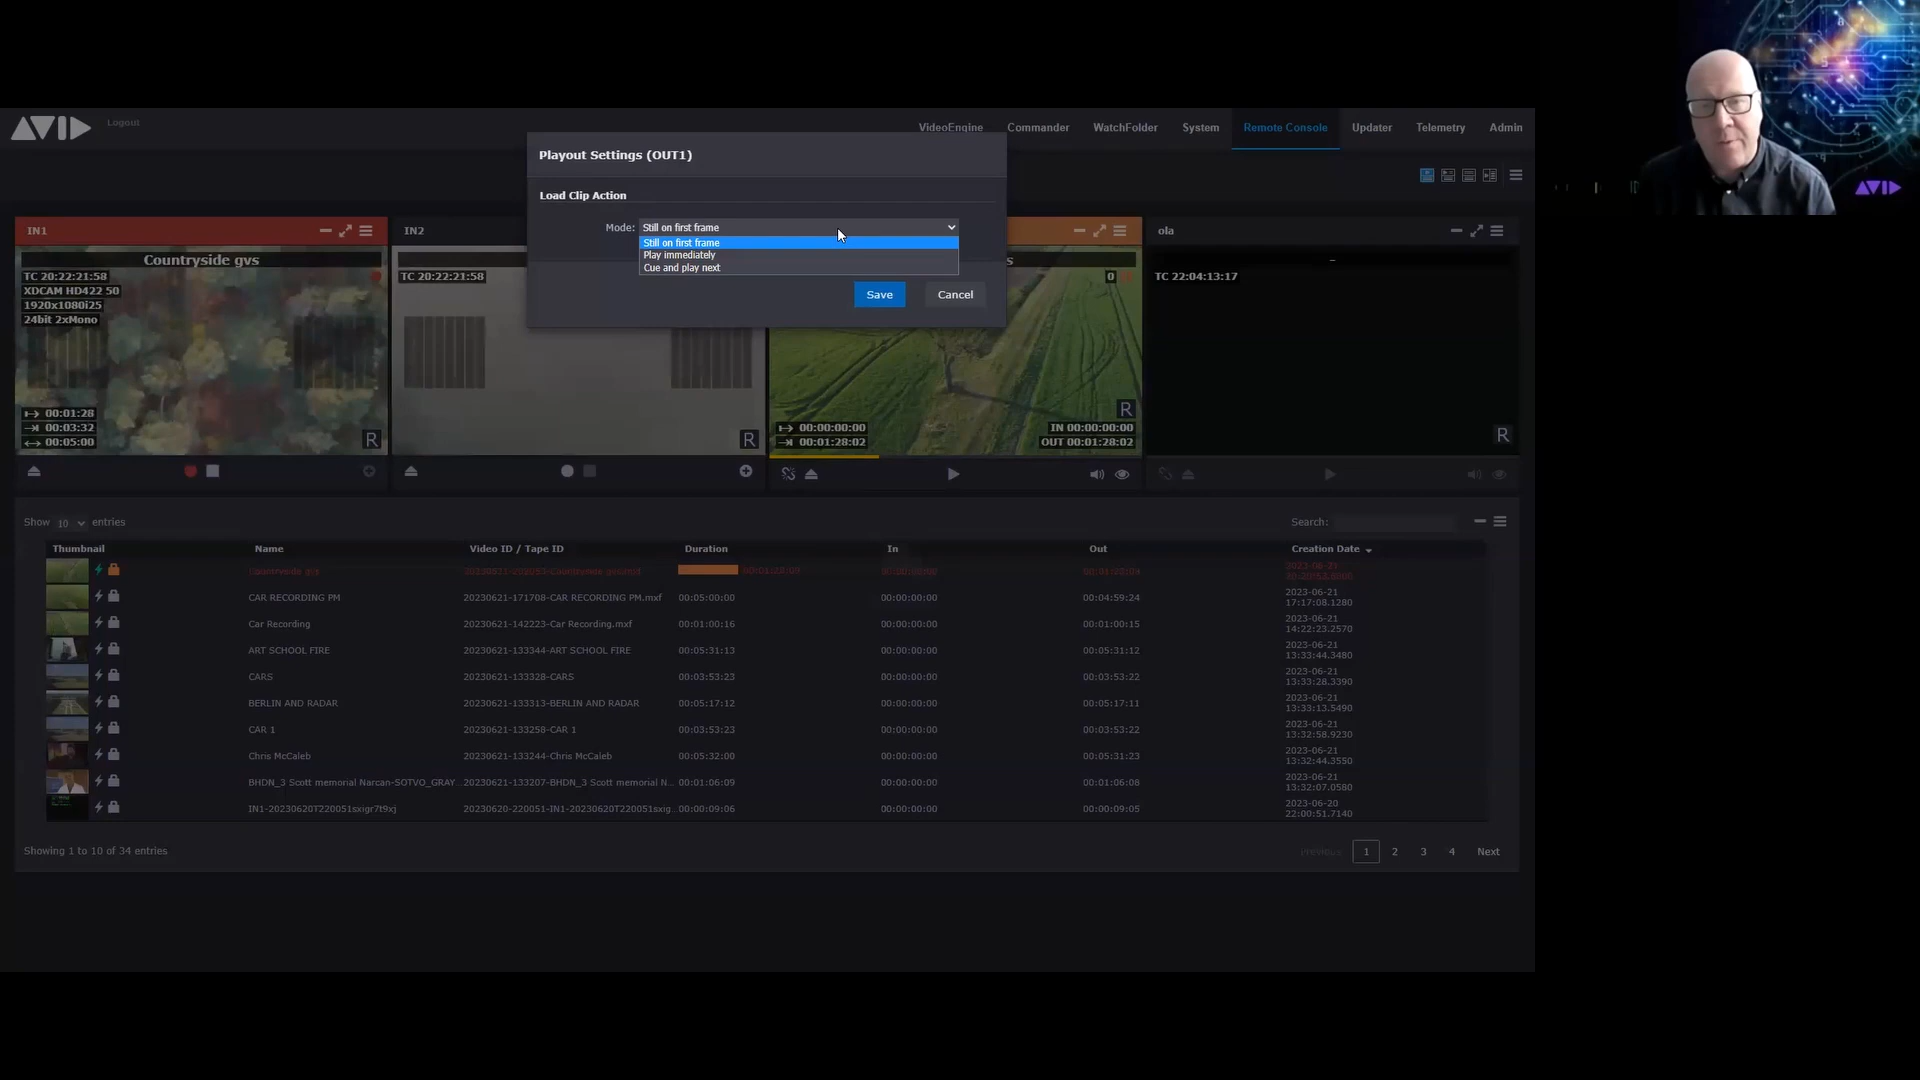 AVID
Logout
VideoEngine
Commander
WatchFolder
System
Remote Console
Updater
Telemetry
Admin
AVID
Playout Settings (OUT1)
Load Clip Action
Mode: Still on first frame
Still on first frame
Play immediately
Cue and play next
Save
Cancel
IN1
Countryside gvs
TC 20:22:21:58
XDCAM HD422 50
1920x1080i25
24bit 2xMono
00:01:28
00:03:32
00:05:00
R
IN2
TC 20:22:21:58
R
s
0
00:00:00:00
00:01:28:02
R
IN 00:00:00:00
OUT 00:01:28:02
ola
–
TC 22:04:13:17
R
Show 10 entries
Search:
Thumbnail Name Video ID / Tape ID Duration In Out Creation Date
Countryside gvs
CAR RECORDING PM 20230621-171708-CAR RECORDING PM.mxf 00:05:00:00 00:00:00:00 00:04:59:24 2023-06-21 17:17:08.1280
Car Recording 20230621-142223-Car Recording.mxf 00:01:00:16 00:00:00:00 00:01:00:15 2023-06-21 14:22:23.2570
ART SCHOOL FIRE 20230621-133344-ART SCHOOL FIRE 00:05:31:13 00:00:00:00 00:05:31:12 2023-06-21 13:33:44.3480
CARS 20230621-133328-CARS 00:03:53:23 00:00:00:00 00:03:53:22 2023-06-21 13:33:28.3390
BERLIN AND RADAR 20230621-133313-BERLIN AND RADAR 00:05:17:12 00:00:00:00 00:05:17:11 2023-06-21 13:33:13.5490
CAR 1 20230621-133258-CAR 1 00:03:53:23 00:00:00:00 00:03:53:22 2023-06-21 13:32:58.9230
Chris McCaleb 20230621-133244-Chris McCaleb 00:05:32:00 00:00:00:00 00:05:31:23 2023-06-21 13:32:44.3550
BHDN_3 Scott memorial Narcan-SOTVO_GRAY... 20230621-133207-BHDN_3 Scott memorial N... 00:01:06:09 00:00:00:00 00:01:06:08 2023-06-21 13:32:07.0580
IN1-20230620T220051sxigr7t9xj 20230620-220051-IN1-20230620T220051sxig... 00:00:09:06 00:00:00:00 00:00:09:05 2023-06-20 22:00:51.7140
Showing 1 to 10 of 34 entries
Previous 1 2 3 4 Next